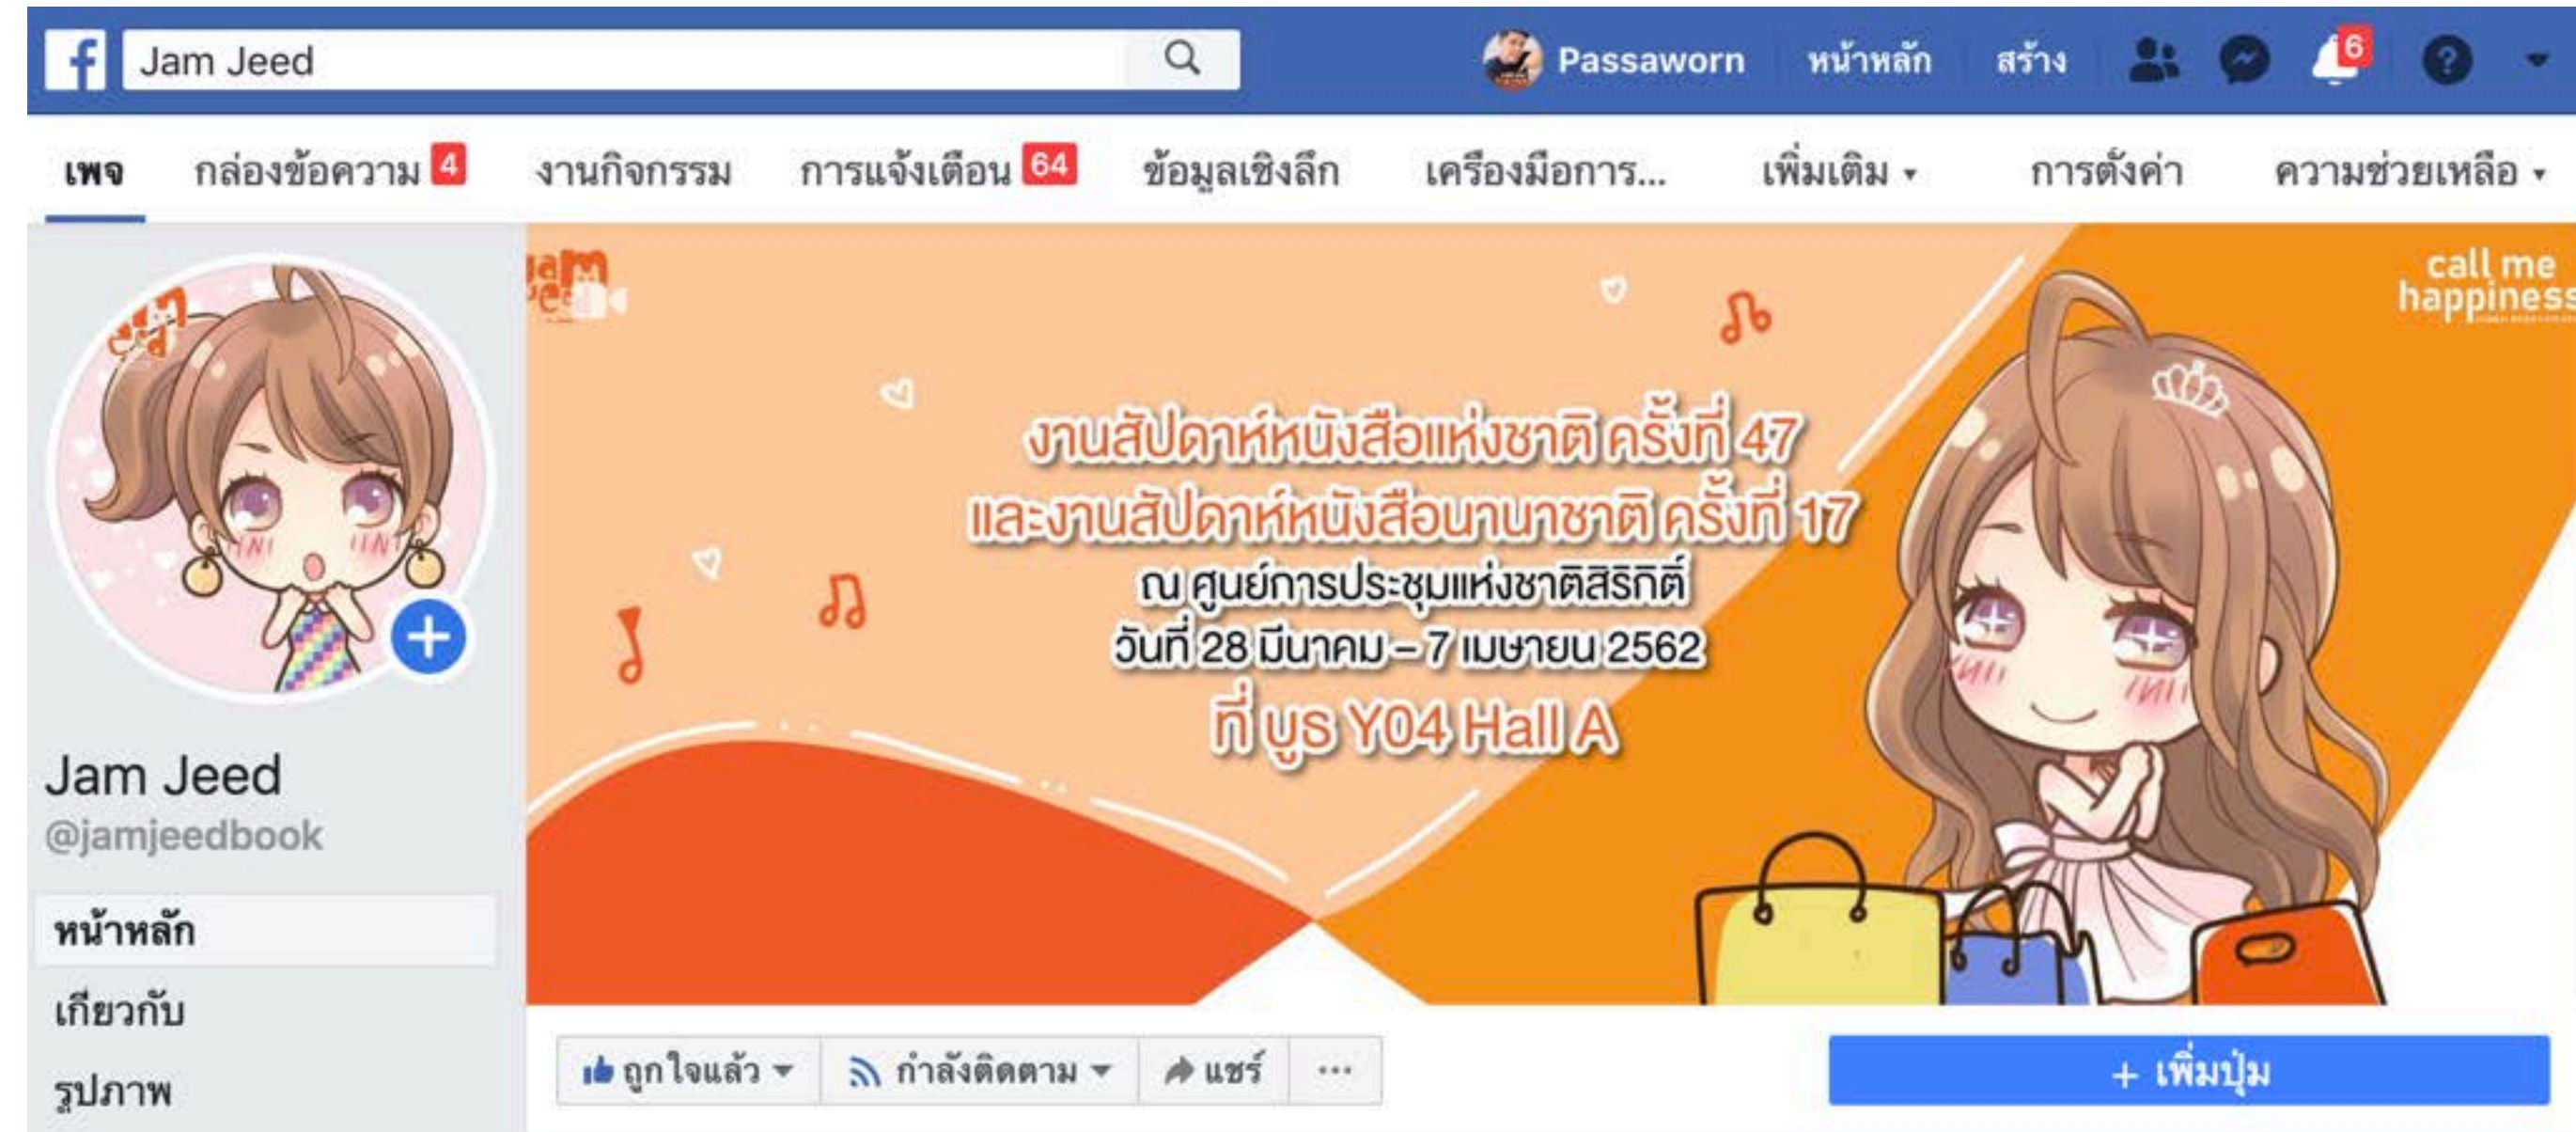 Jam Jeed
Passaworn หน้าหลัก สร้าง 6
เพจ กล่องข้อความ 4 งานกิจกรรม การแจ้งเตือน 64 ข้อมูลเชิงลึก เครื่องมือการ... เพิ่มเติม การตั้งค่า ความช่วยเหลือ
call me
happiness
งานสัปดาห์หนังสือแห่งชาติ ครั้งที่ 47
และงานสัปดาห์หนังสือนานาชาติ ครั้งที่ 17
ณ ศูนย์การประชุมแห่งชาติสิริกิติ์
วันที่ 28 มีนาคม – 7 เมษายน 2562
ที่ บูธ Y04 Hall A
Jam Jeed
@jamjeedbook
หน้าหลัก
เกี่ยวกับ
รูปภาพ
ถูกใจแล้ว กำลังติดตาม แชร์ ...
+ เพิ่มปุ่ม